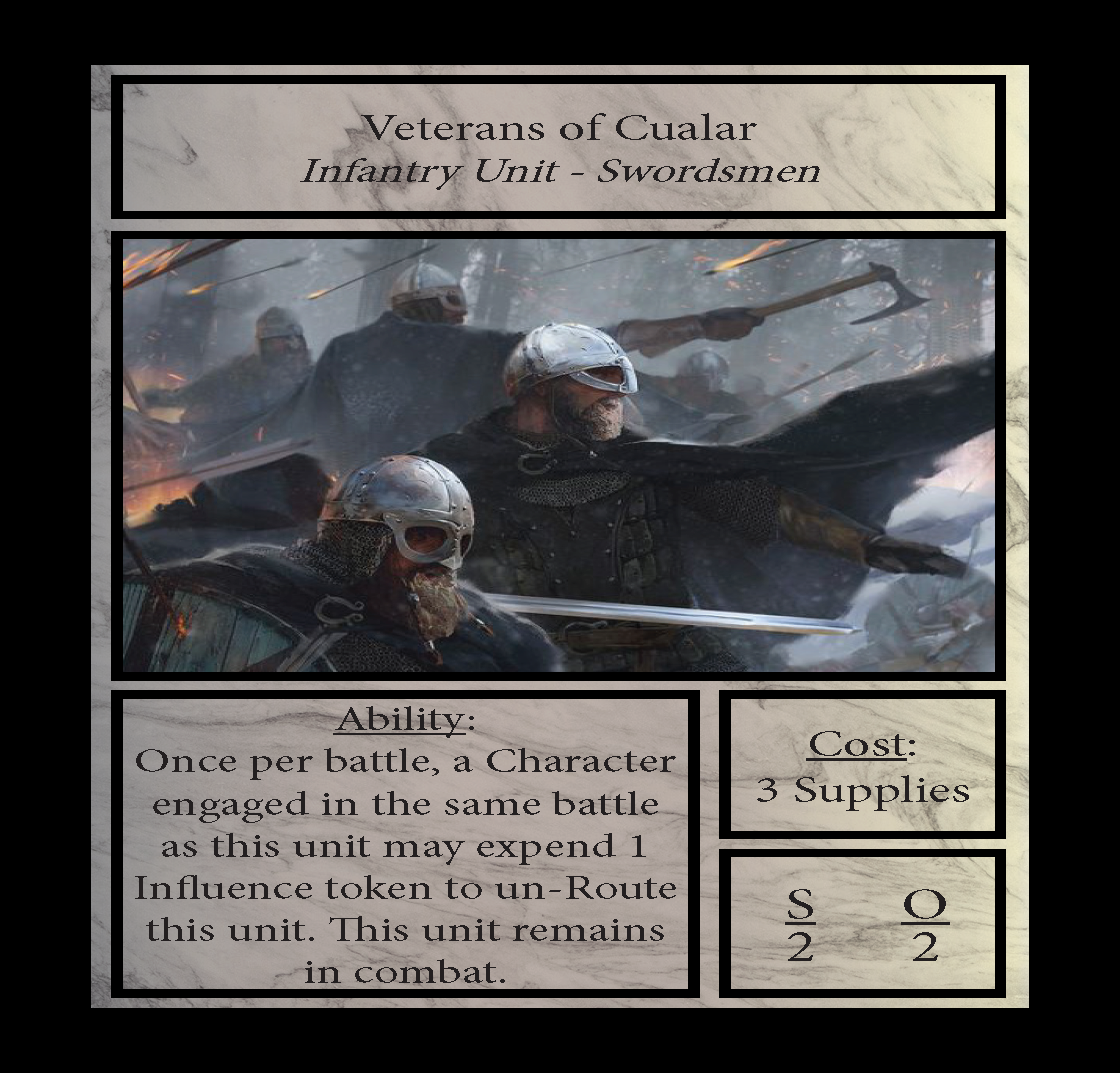 Veterans of Cualar
Infantry Unit - Swordsmen
Ability:
Once per battle, a Character
engaged in the same battle
as this unit may expend 1
Influence token to un-Route
this unit. This unit remains
in combat.
Cost:
3 Supplies
S O
2 2